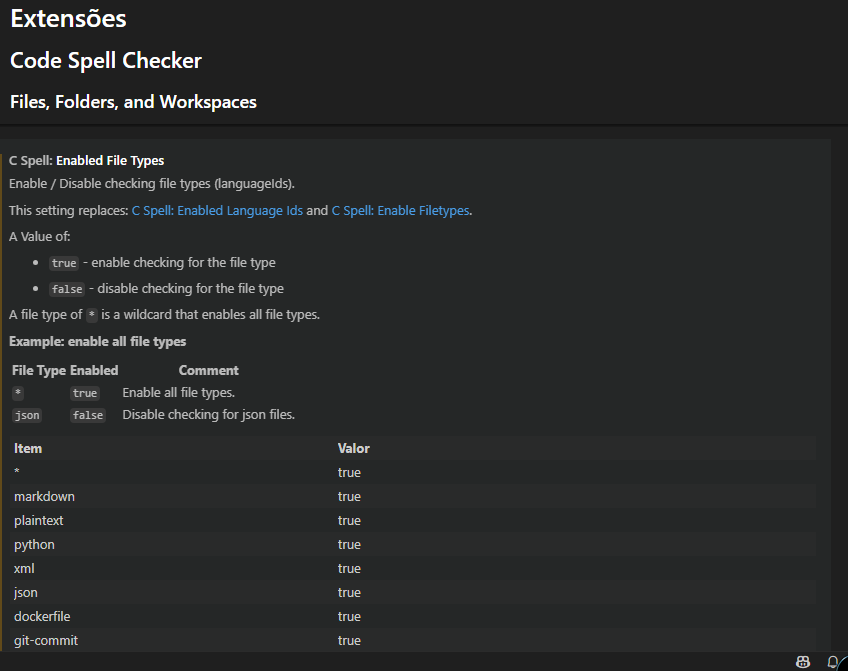 Extensões
Code Spell Checker
Files, Folders, and Workspaces
C Spell: Enabled File Types
Enable / Disable checking file types (languageIds).
This setting replaces: C Spell: Enabled Language Ids and C Spell: Enable Filetypes.
A Value of:
• true - enable checking for the file type
• false - disable checking for the file type
A file type of * is a wildcard that enables all file types.
Example: enable all file types
File Type Enabled Comment
* true Enable all file types.
json false Disable checking for json files.
Item Valor
* true
markdown true
plaintext true
python true
xml true
json true
dockerfile true
git-commit true